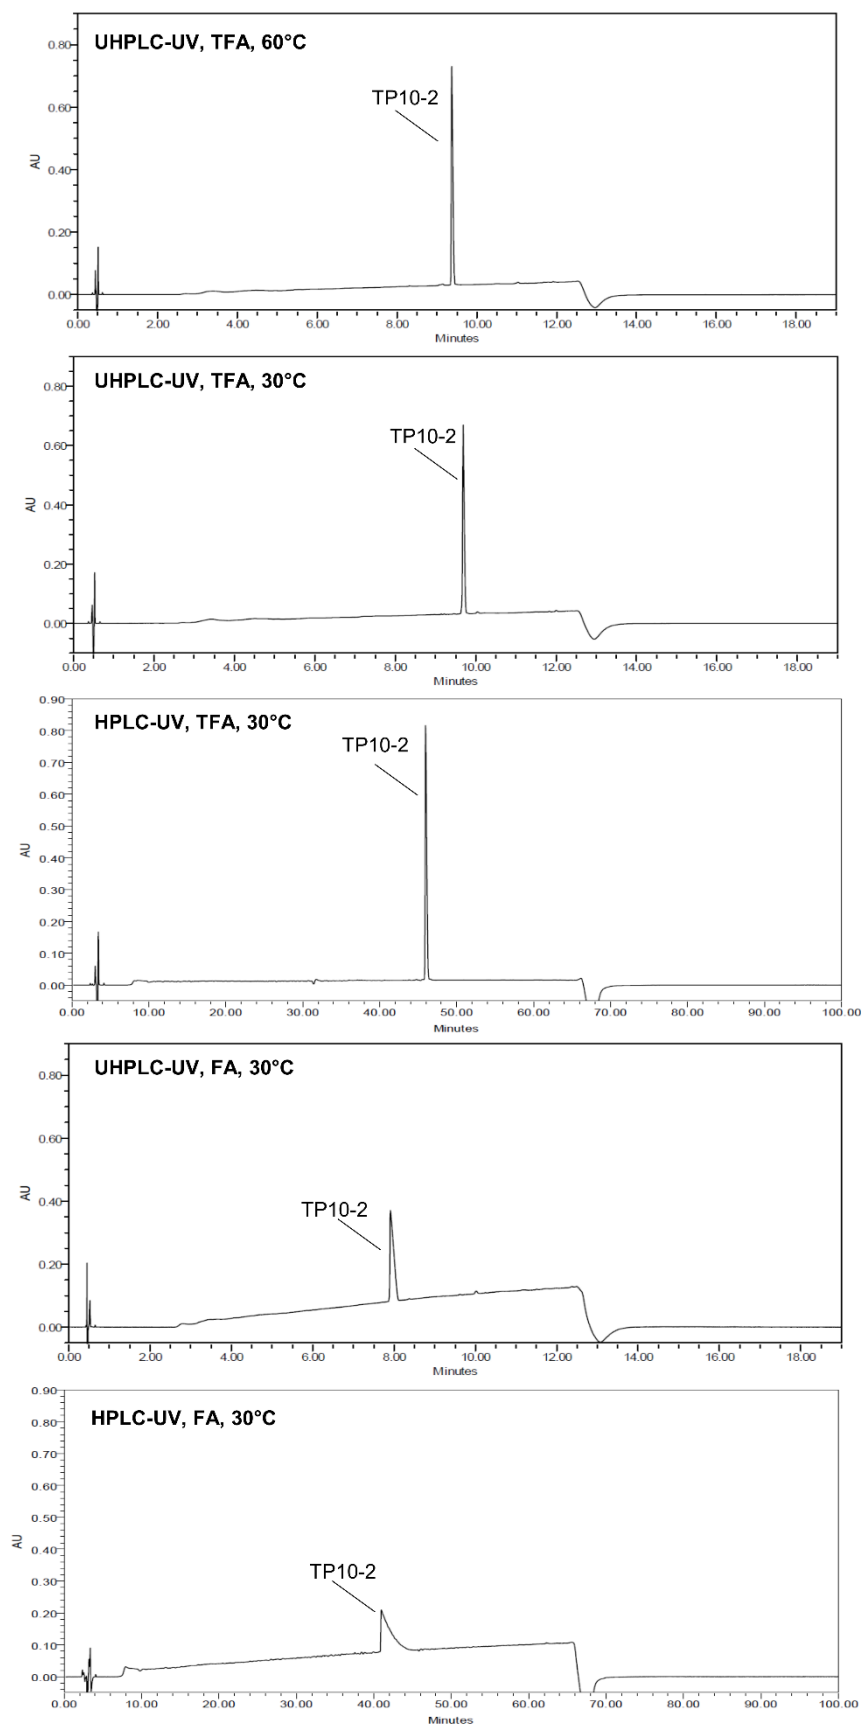 UHPLC-UV, TFA, 60°C
TP10-2
0.80
0.60
0.40
0.20
0.00
AU
0.00 2.00 4.00 6.00 8.00 10.00 12.00 14.00 16.00 18.00
Minutes
UHPLC-UV, TFA, 30°C
TP10-2
0.80
0.60
0.40
0.20
0.00
AU
0.00 2.00 4.00 6.00 8.00 10.00 12.00 14.00 16.00 18.00
Minutes
HPLC-UV, TFA, 30°C
TP10-2
0.90
0.80
0.70
0.60
0.50
0.40
0.30
0.20
0.10
0.00
AU
0.00 10.00 20.00 30.00 40.00 50.00 60.00 70.00 80.00 90.00 100.00
Minutes
UHPLC-UV, FA, 30°C
TP10-2
0.80
0.60
0.40
0.20
0.00
AU
0.00 2.00 4.00 6.00 8.00 10.00 12.00 14.00 16.00 18.00
Minutes
HPLC-UV, FA, 30°C
TP10-2
0.90
0.80
0.70
0.60
0.50
0.40
0.30
0.20
0.10
0.00
AU
0.00 10.00 20.00 30.00 40.00 50.00 60.00 70.00 80.00 90.00 100.00
Minutes